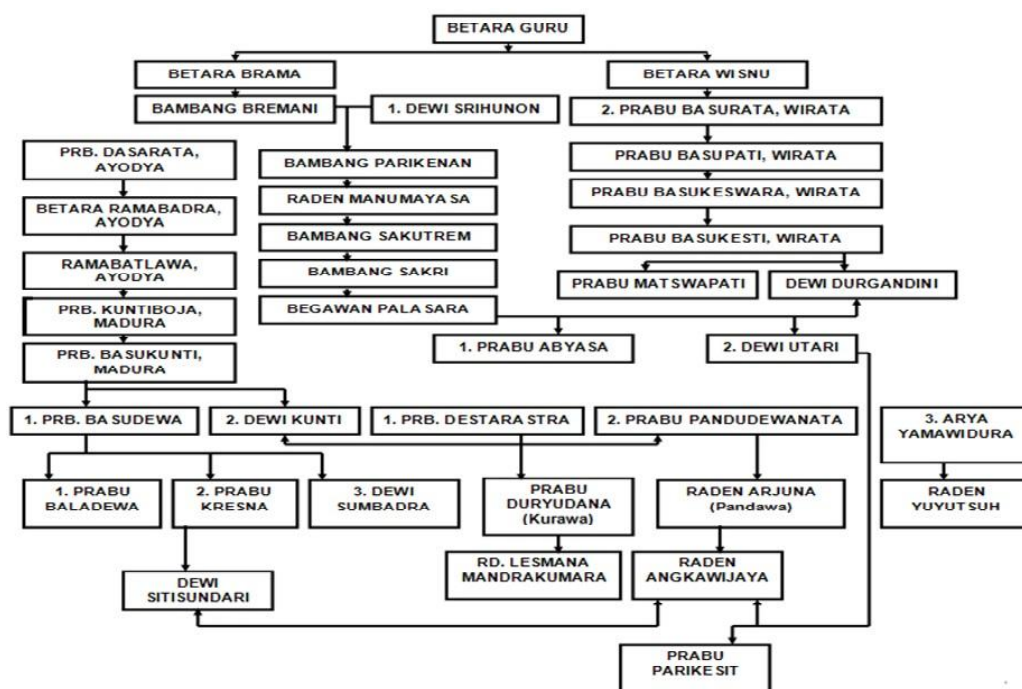 BETARA GURU
BETARA BRAMA
BETARA WISNU
BAMBANG BREMANI
1. DEWI SRIHUNON
2. PRABU BASURATA, WIRATA
PRB. DASARATA,
AYODYA
BAMBANG PARIKENAN
PRABU BASUPATI, WIRATA
BETARA RAMABADRA,
AYODYA
RADEN MANUMAYASA
PRABU BASUKESWARA, WIRATA
BAMBANG SAKUTREM
PRABU BASUKESTI, WIRATA
RAMABATLAWA,
AYODYA
BAMBANG SAKRI
PRABU MATSWAPATI
DEWI DURGANDINI
PRB. KUNTIBOJA,
MADURA
BEGAWAN PALASARA
PRB. BASUKUNTI,
MADURA
1. PRABU ABYASA
2. DEWI UTARI
1. PRB. BASUDEWA
2. DEWI KUNTI
1. PRB. DESTARASTRA
2. PRABU PANDUDEWANATA
3. ARYA
YAMAWIDURA
1. PRABU
BALADEWA
2. PRABU
KRESNA
3. DEWI
SUMBADRA
PRABU
DURYUDANA
(Kurawa)
RADEN ARJUNA
(Pandawa)
RADEN
YUYUTSUH
DEWI
SITISUNDARI
RD. LESMANA
MANDRAKUMARA
RADEN
ANGKAWIJAYA
PRABU
PARIKESIT